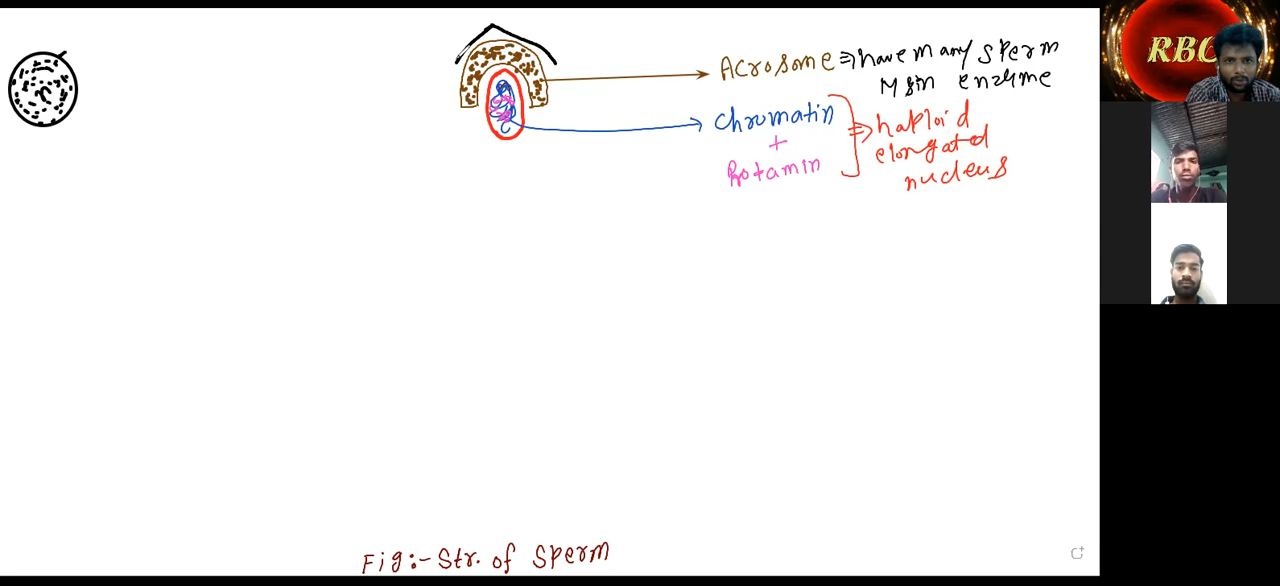 Acrosome ⇒ have many sperm
lysin enzyme
chromatin
+
Protamin
⇒ haploid
elongated
nucleus
Fig:- Str. of Sperm
RBC